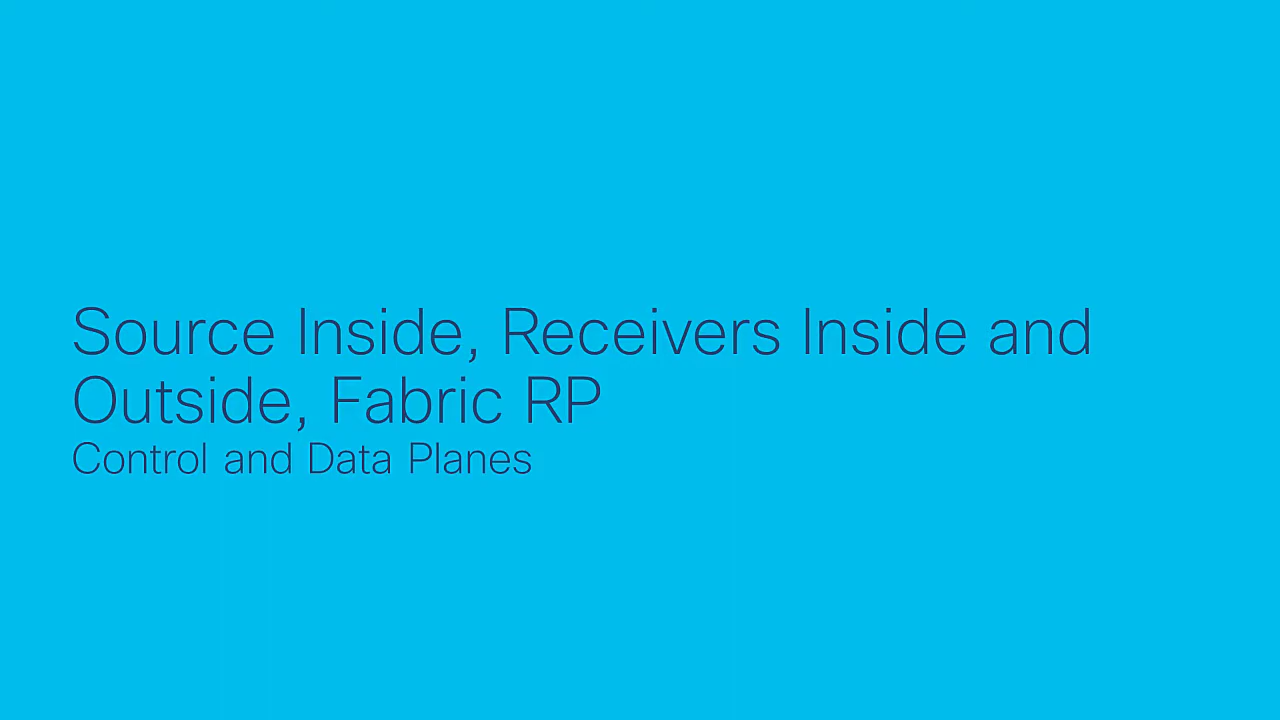 Source Inside, Receivers Inside and
Outside, Fabric RP
Control and Data Planes